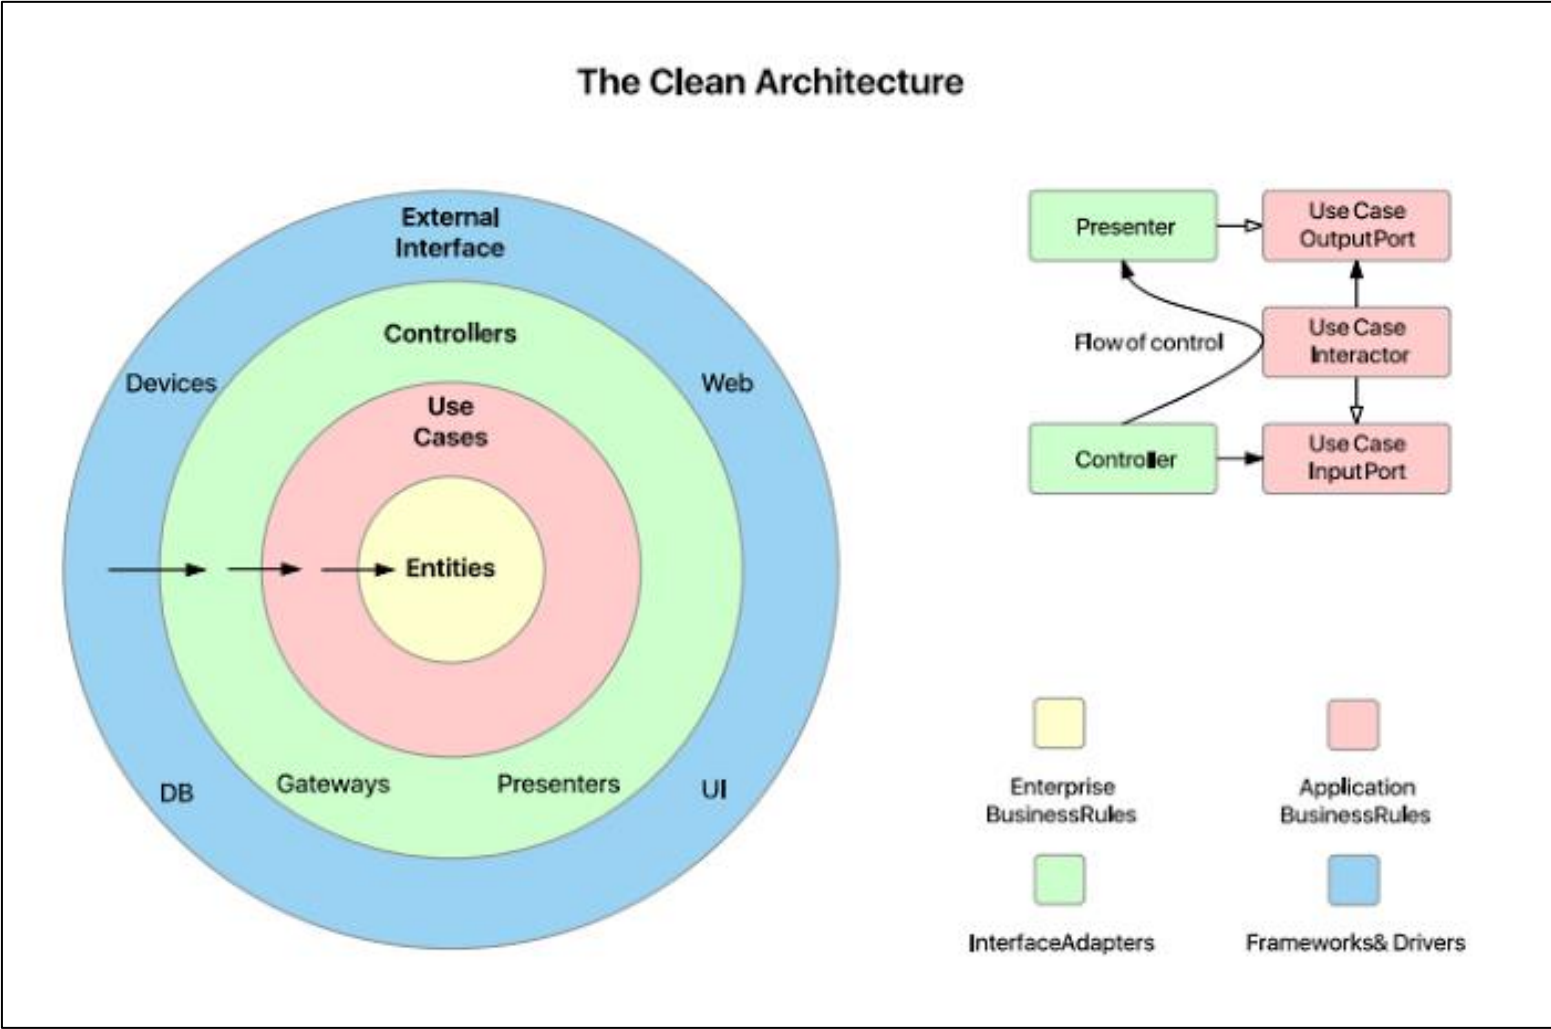 The Clean Architecture
External
Interface
Controllers
Devices
Web
Use
Cases
Entities
Gateways
Presenters
DB
UI
Presenter
Use Case
OutputPort
Flow of control
Use Case
Interactor
Controller
Use Case
InputPort
Enterprise
BusinessRules
Application
BusinessRules
InterfaceAdapters
Frameworks& Drivers